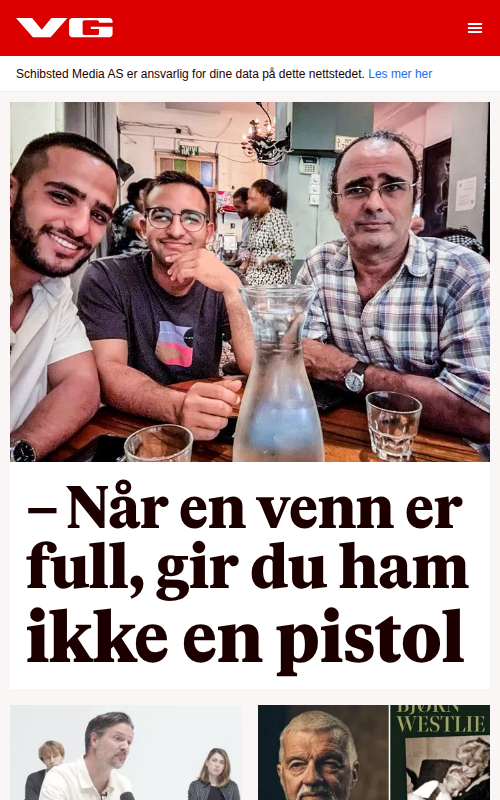 VG
Schibsted Media AS er ansvarlig for dine data på dette nettstedet. Les mer her
– Når en venn er
full, gir du ham
ikke en pistol
BJØRN
WESTLIE